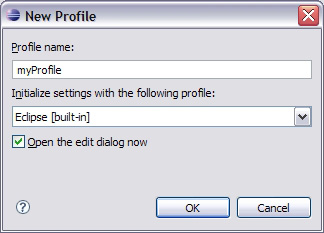 New Profile
Profile name:
myProfile
Initialize settings with the following profile:
Eclipse [built-in]
Open the edit dialog now
?
OK
Cancel